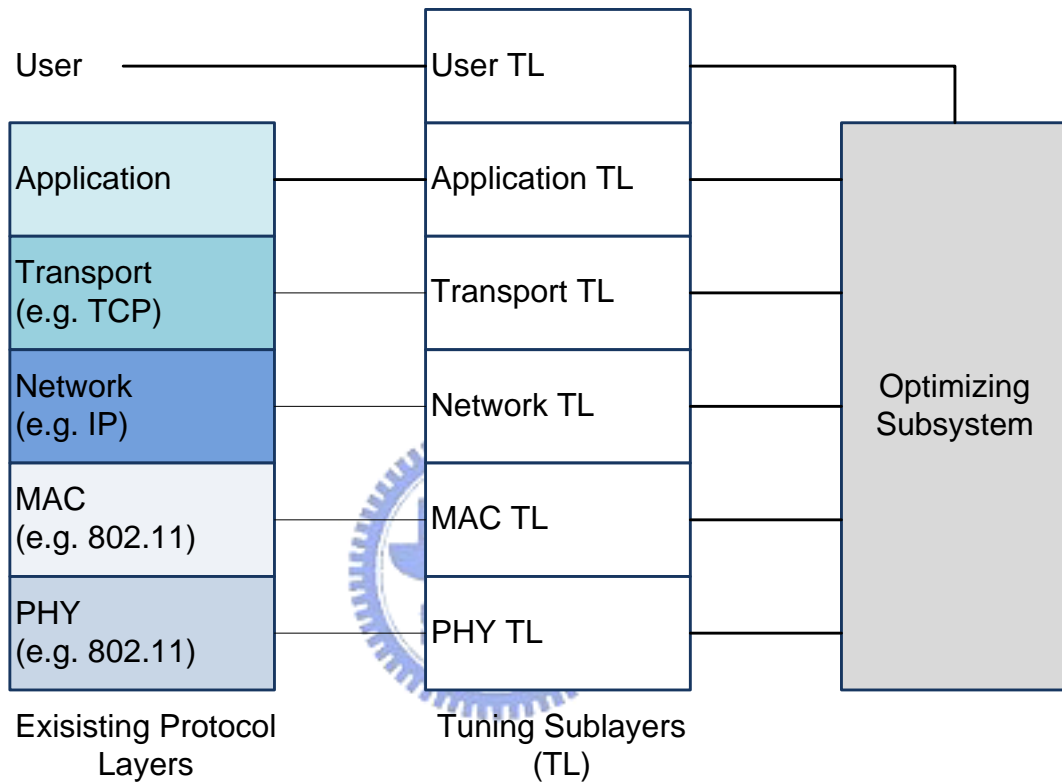 User
User TL
Application
Application TL
Transport
(e.g. TCP)
Transport TL
Network
(e.g. IP)
Network TL
Optimizing
Subsystem
MAC
(e.g. 802.11)
MAC TL
PHY
(e.g. 802.11)
PHY TL
Exisisting Protocol
Layers
Tuning Sublayers
(TL)